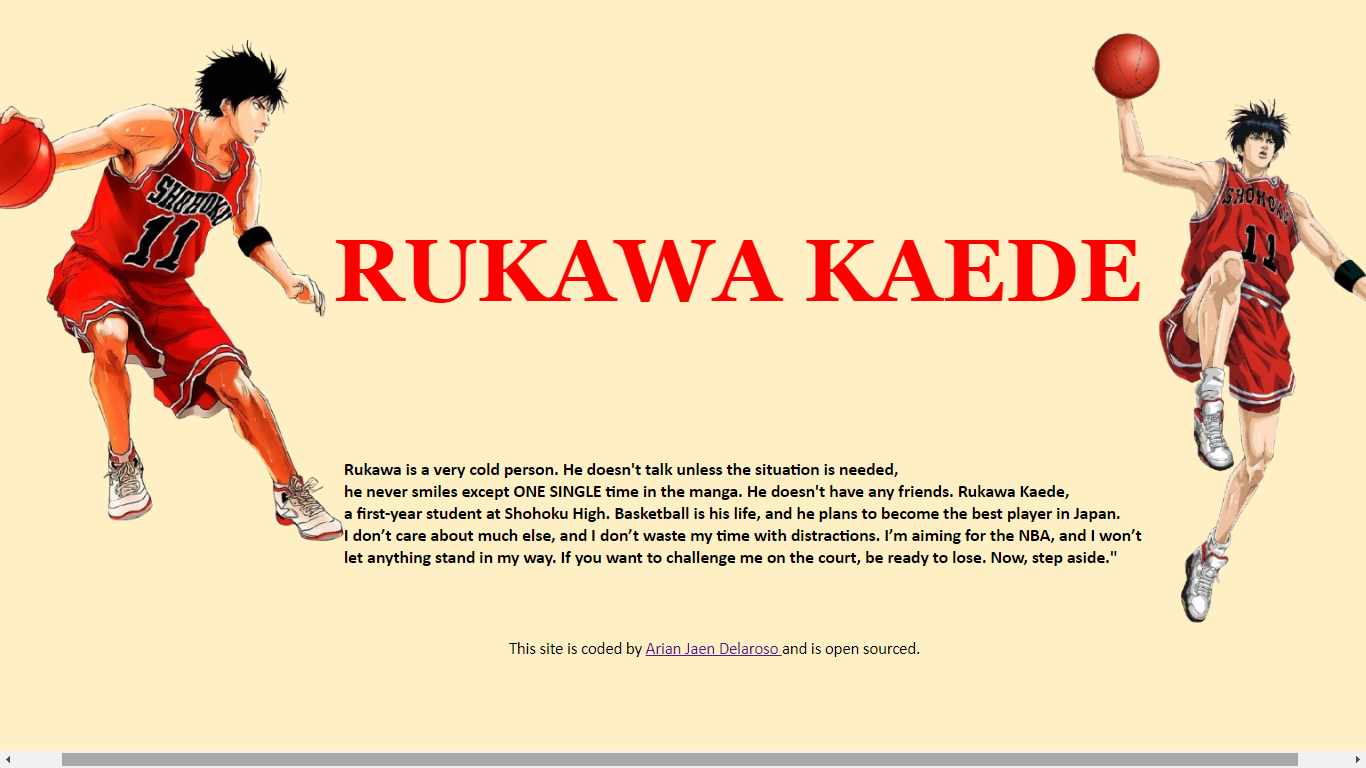 SHOHOKU
11
SHOHOKU
11
RUKAWA KAEDE
Rukawa is a very cold person. He doesn't talk unless the situation is needed,
he never smiles except ONE SINGLE time in the manga. He doesn't have any friends. Rukawa Kaede,
a first-year student at Shohoku High. Basketball is his life, and he plans to become the best player in Japan.
I don’t care about much else, and I don’t waste my time with distractions. I’m aiming for the NBA, and I won’t
let anything stand in my way. If you want to challenge me on the court, be ready to lose. Now, step aside."
This site is coded by Arian Jaen Delaroso and is open sourced.